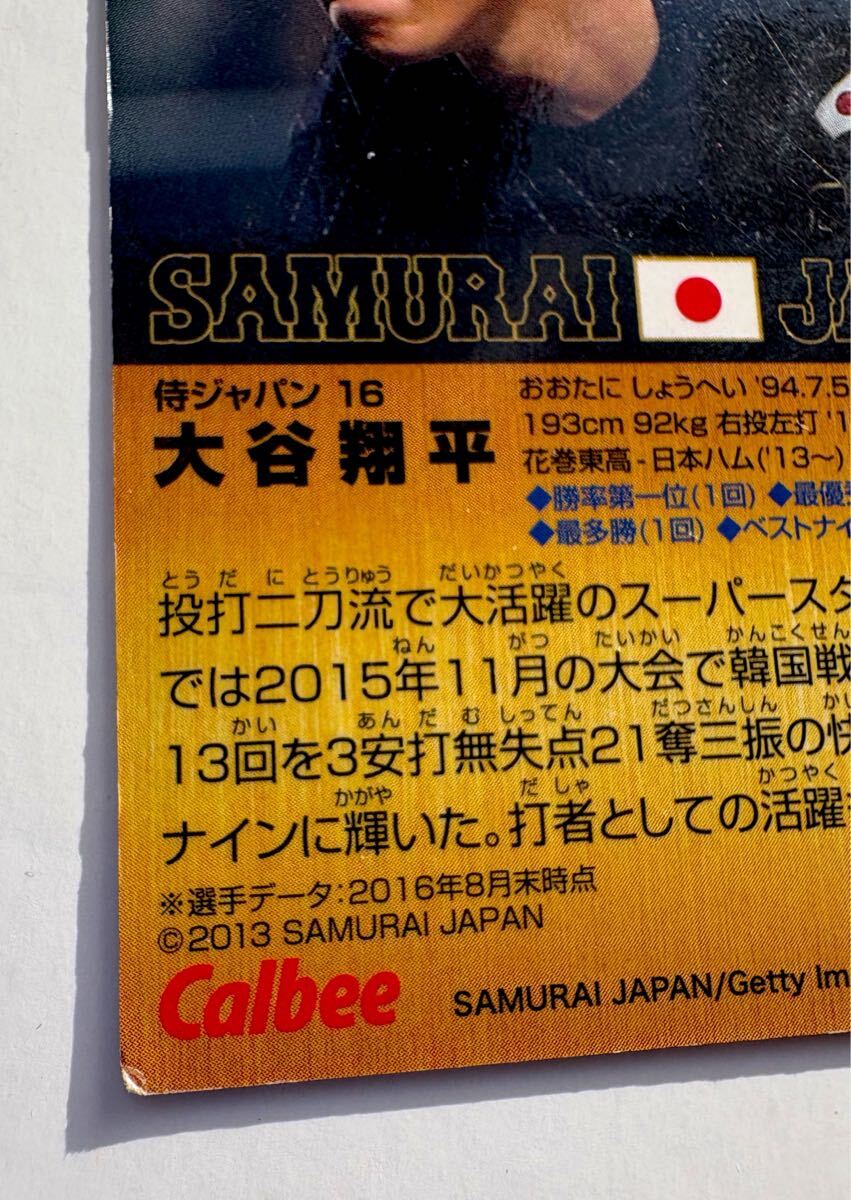 SAMURAI
侍ジャパン 16
大谷翔平
おおたに しょうへい '94.7.5
193cm 92kg 右投左打 '1
花巻東高-日本ハム('13〜)
◆勝率第一位(1回) ◆最優
◆最多勝(1回) ◆ベストナイ
とうだにとうりゅう だいかつやく
投打二刀流で大活躍のスーパースタ
ねん がつ たいかい かんこくせん
では2015年11月の大会で韓国戦
かい あんだむしってん だつさんしん かい
13回を3安打無失点21奪三振の快
かがや だしゃ かつやく
ナインに輝いた。打者としての活躍
※選手データ:2016年8月末時点
©2013 SAMURAI JAPAN
Calbee
SAMURAI JAPAN/Getty Im